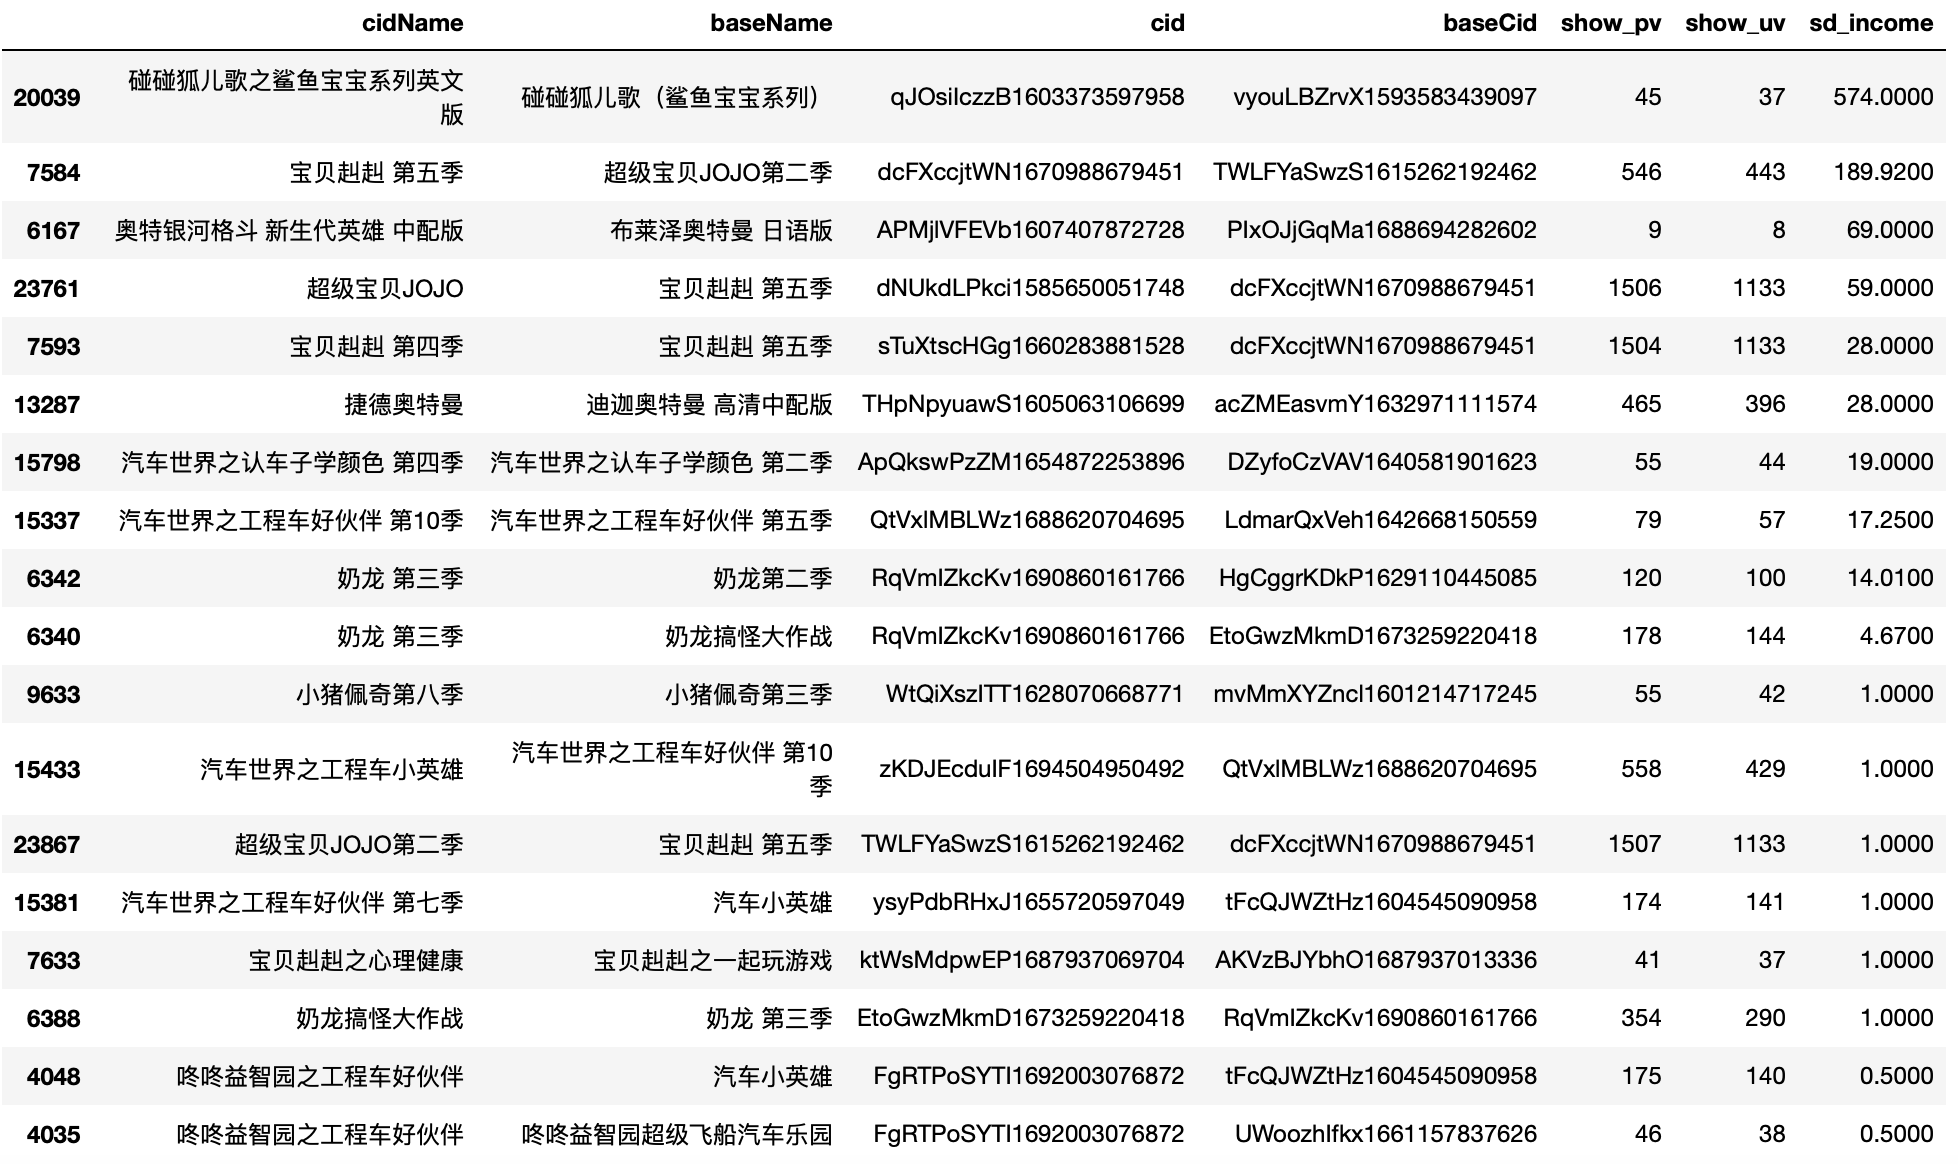 cidName baseName cid baseCid show_pv show_uv sd_income
20039 碰碰狐儿歌之鲨鱼宝宝系列英文版 碰碰狐儿歌（鲨鱼宝宝系列） qJOsiIczzB1603373597958 vyouLBZrvX1593583439097 45 37 574.0000
7584 宝贝赳赳 第五季 超级宝贝JOJO第二季 dcFXccjtWN1670988679451 TWLFYaSwzS1615262192462 546 443 189.9200
6167 奥特银河格斗 新生代英雄 中配版 布莱泽奥特曼 日语版 APMjlVFEVb1607407872728 PIxOJjGqMa1688694282602 9 8 69.0000
23761 超级宝贝JOJO 宝贝赳赳 第五季 dNUkdLPkci1585650051748 dcFXccjtWN1670988679451 1506 1133 59.0000
7593 宝贝赳赳 第四季 宝贝赳赳 第五季 sTuXtscHGg1660283881528 dcFXccjtWN1670988679451 1504 1133 28.0000
13287 捷德奥特曼 迪迦奥特曼 高清中配版 THpNpyuawS1605063106699 acZMEasvmY1632971111574 465 396 28.0000
15798 汽车世界之认车子学颜色 第四季 汽车世界之认车子学颜色 第二季 ApQkswPzZM1654872253896 DZyfoCzVAV1640581901623 55 44 19.0000
15337 汽车世界之工程车好伙伴 第10季 汽车世界之工程车好伙伴 第五季 QtVxlMBLWz1688620704695 LdmarQxVeh1642668150559 79 57 17.2500
6342 奶龙 第三季 奶龙第二季 RqVmIZkcKv1690860161766 HgCggrKDkP1629110445085 120 100 14.0100
6340 奶龙 第三季 奶龙搞怪大作战 RqVmIZkcKv1690860161766 EtoGwzMkmD1673259220418 178 144 4.6700
9633 小猪佩奇第八季 小猪佩奇第三季 WtQiXszITT1628070668771 mvMmXYZncl1601214717245 55 42 1.0000
15433 汽车世界之工程车小英雄 汽车世界之工程车好伙伴 第10季 zKDJEcduIF1694504950492 QtVxlMBLWz1688620704695 558 429 1.0000
23867 超级宝贝JOJO第二季 宝贝赳赳 第五季 TWLFYaSwzS1615262192462 dcFXccjtWN1670988679451 1507 1133 1.0000
15381 汽车世界之工程车好伙伴 第七季 汽车小英雄 ysyPdbRHxJ1655720597049 tFcQJWZtHz1604545090958 174 141 1.0000
7633 宝贝赳赳之心理健康 宝贝赳赳之一起玩游戏 ktWsMdpwEP1687937069704 AKVzBJYbhO1687937013336 41 37 1.0000
6388 奶龙搞怪大作战 奶龙 第三季 EtoGwzMkmD1673259220418 RqVmIZkcKv1690860161766 354 290 1.0000
4048 咚咚益智园之工程车好伙伴 汽车小英雄 FgRTPoSYTI1692003076872 tFcQJWZtHz1604545090958 175 140 0.5000
4035 咚咚益智园之工程车好伙伴 咚咚益智园超级飞船汽车乐园 FgRTPoSYTI1692003076872 UWoozhIfkx1661157837626 46 38 0.5000